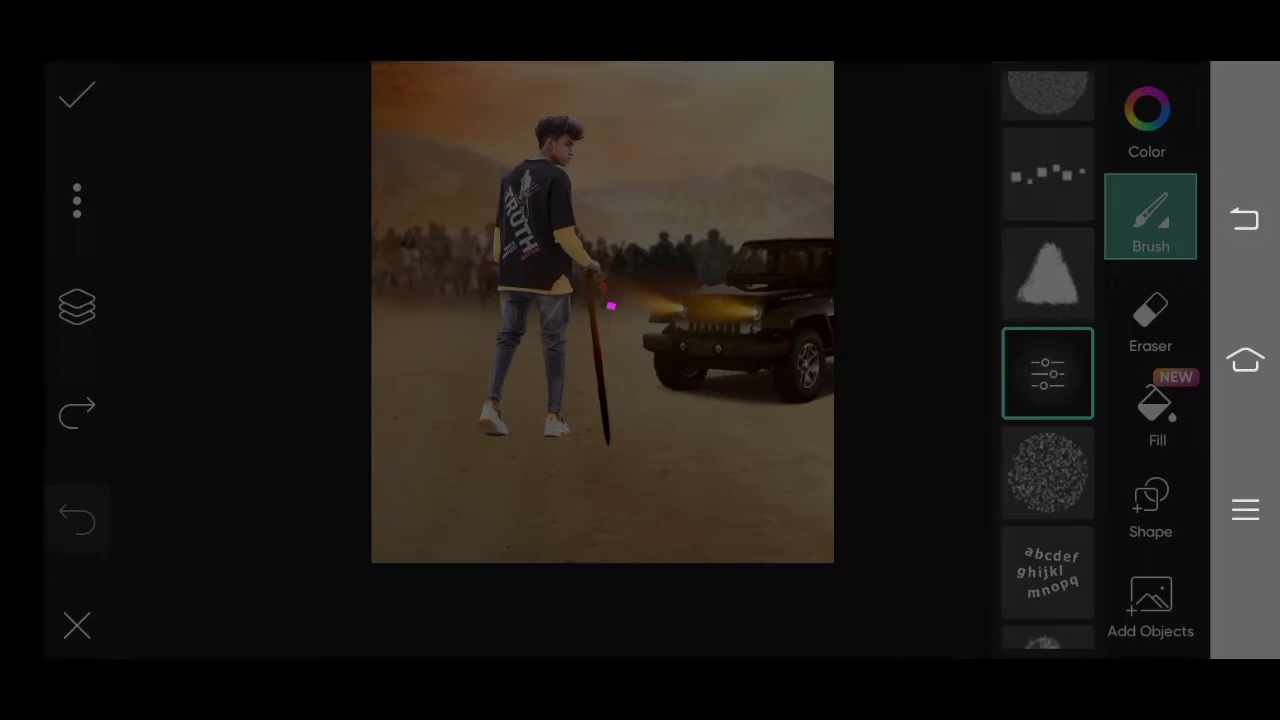 Color
Brush
Eraser
NEW
Fill
Shape
Add Objects
abcdef
ghijkl
mnopq
TRUTH